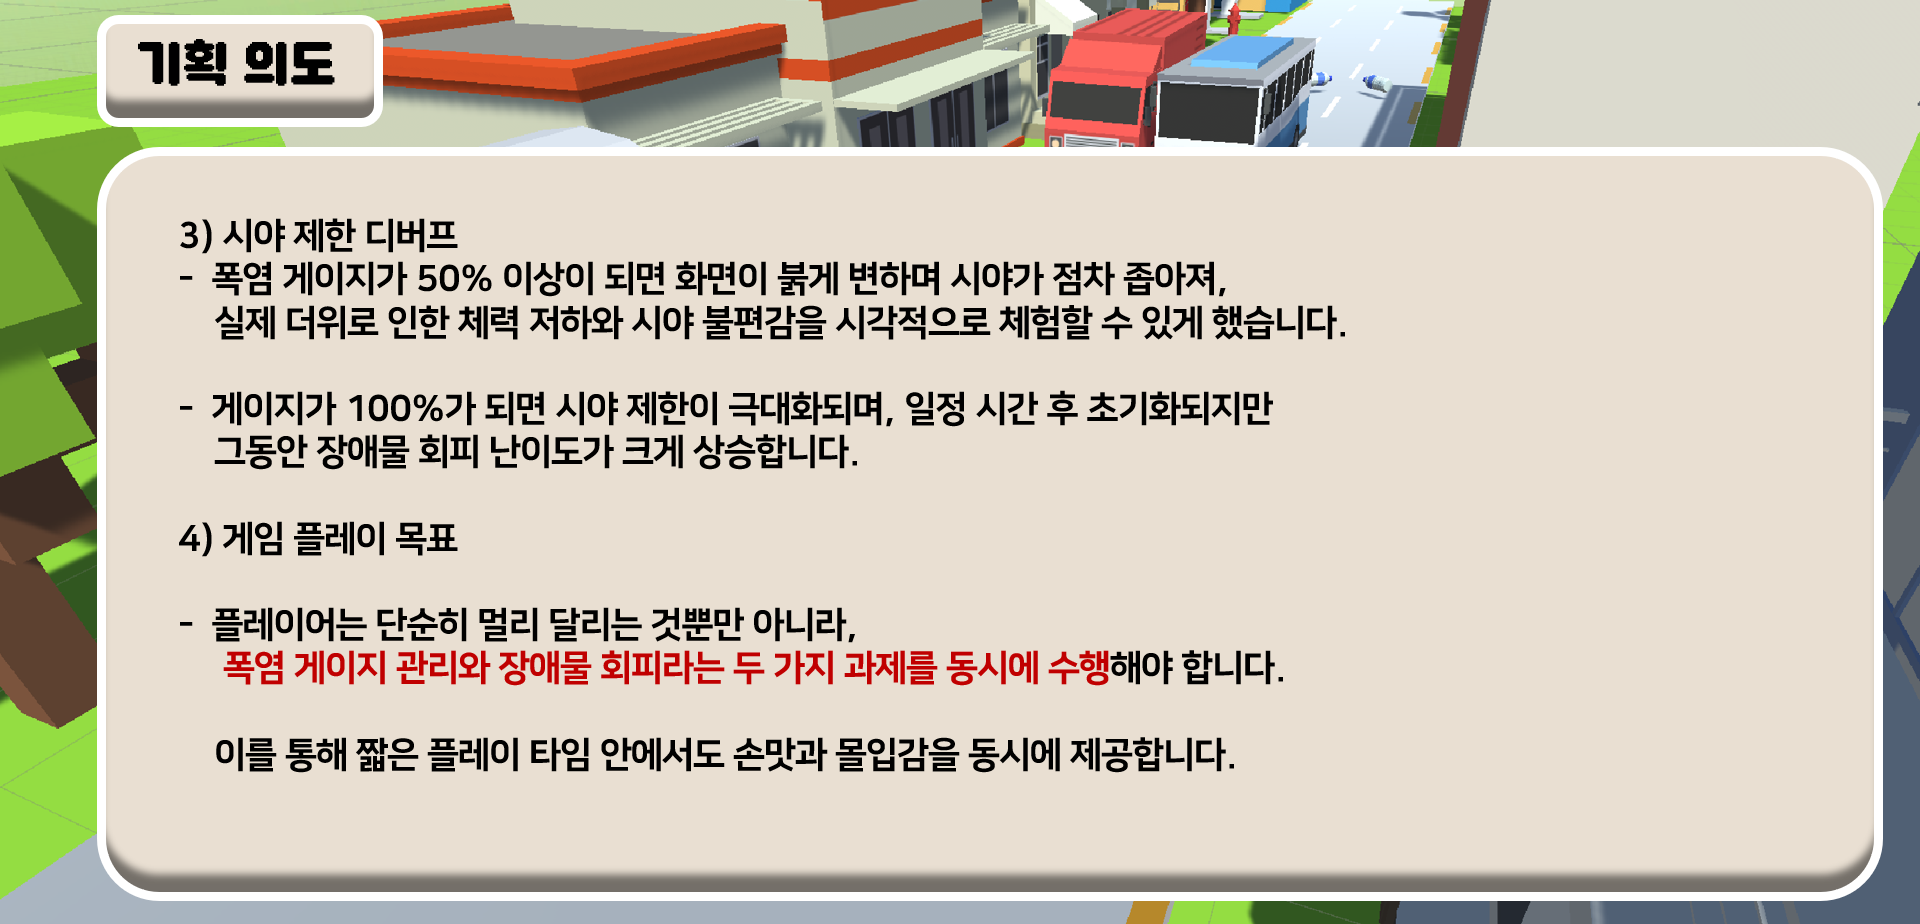 기획 의도
3) 시야 제한 디버프
- 폭염 게이지가 50% 이상이 되면 화면이 붉게 변하며 시야가 점차 좁아져,
실제 더위로 인한 체력 저하와 시야 불편감을 시각적으로 체험할 수 있게 했습니다.
- 게이지가 100%가 되면 시야 제한이 극대화되며, 일정 시간 후 초기화되지만
그동안 장애물 회피 난이도가 크게 상승합니다.
4) 게임 플레이 목표
- 플레이어는 단순히 멀리 달리는 것뿐만 아니라,
폭염 게이지 관리와 장애물 회피라는 두 가지 과제를 동시에 수행해야 합니다.
이를 통해 짧은 플레이 타임 안에서도 손맛과 몰입감을 동시에 제공합니다.